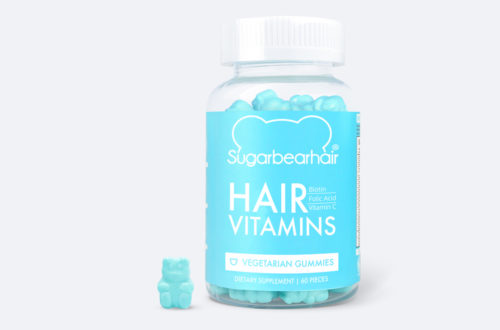 Sugarbearhair®
HAIR
Biotin
Folic Acid
Vitamin C
VITAMINS
VEGETARIAN GUMMIES
DIETARY SUPPLEMENT | 60 PIECES